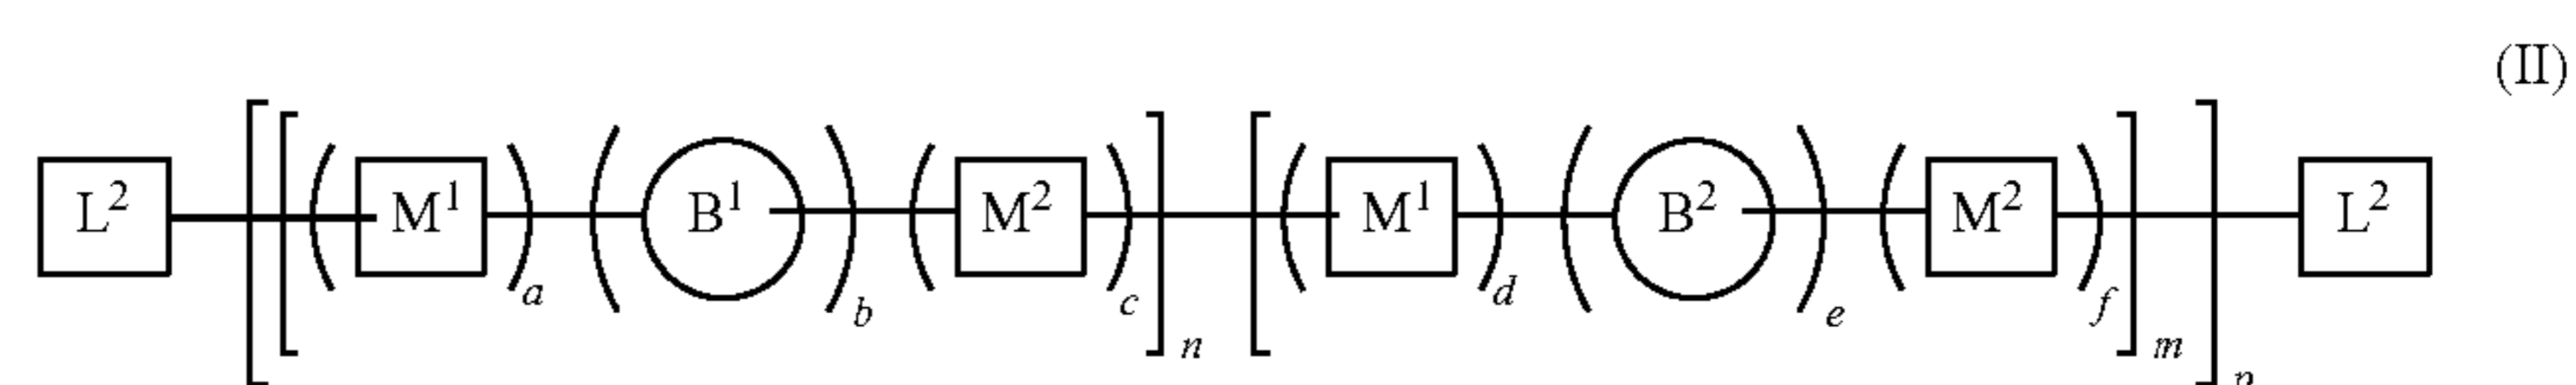 (II)
L² [ [ ( M¹ )a ( B¹ )b ( M² )c ]n [ ( M¹ )d ( B² )e ( M² )f ]m ]p L²